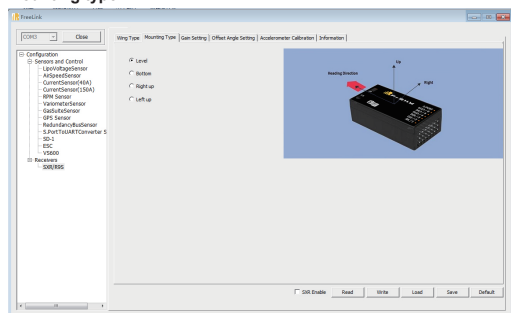 FreeLink
COM3
Close
Configuration
Sensors and Control
LipoVoltageSensor
AirSpeedSensor
CurrentSensor(40A)
CurrentSensor(150A)
RPM Sensor
VariometerSensor
GasSuiteSensor
GPS Sensor
RedundancyBusSensor
S.PortToUARTConverter S
SD-1
ESC
VS600
Receivers
SXR/R9S
Wing Type Mounting Type Gain Setting Offset Angle Setting Accelerometer Calibration Information
Level
Bottom
Right up
Left up
Up
Heading Direction
Right
SXR Enable Read Write Load Save Default